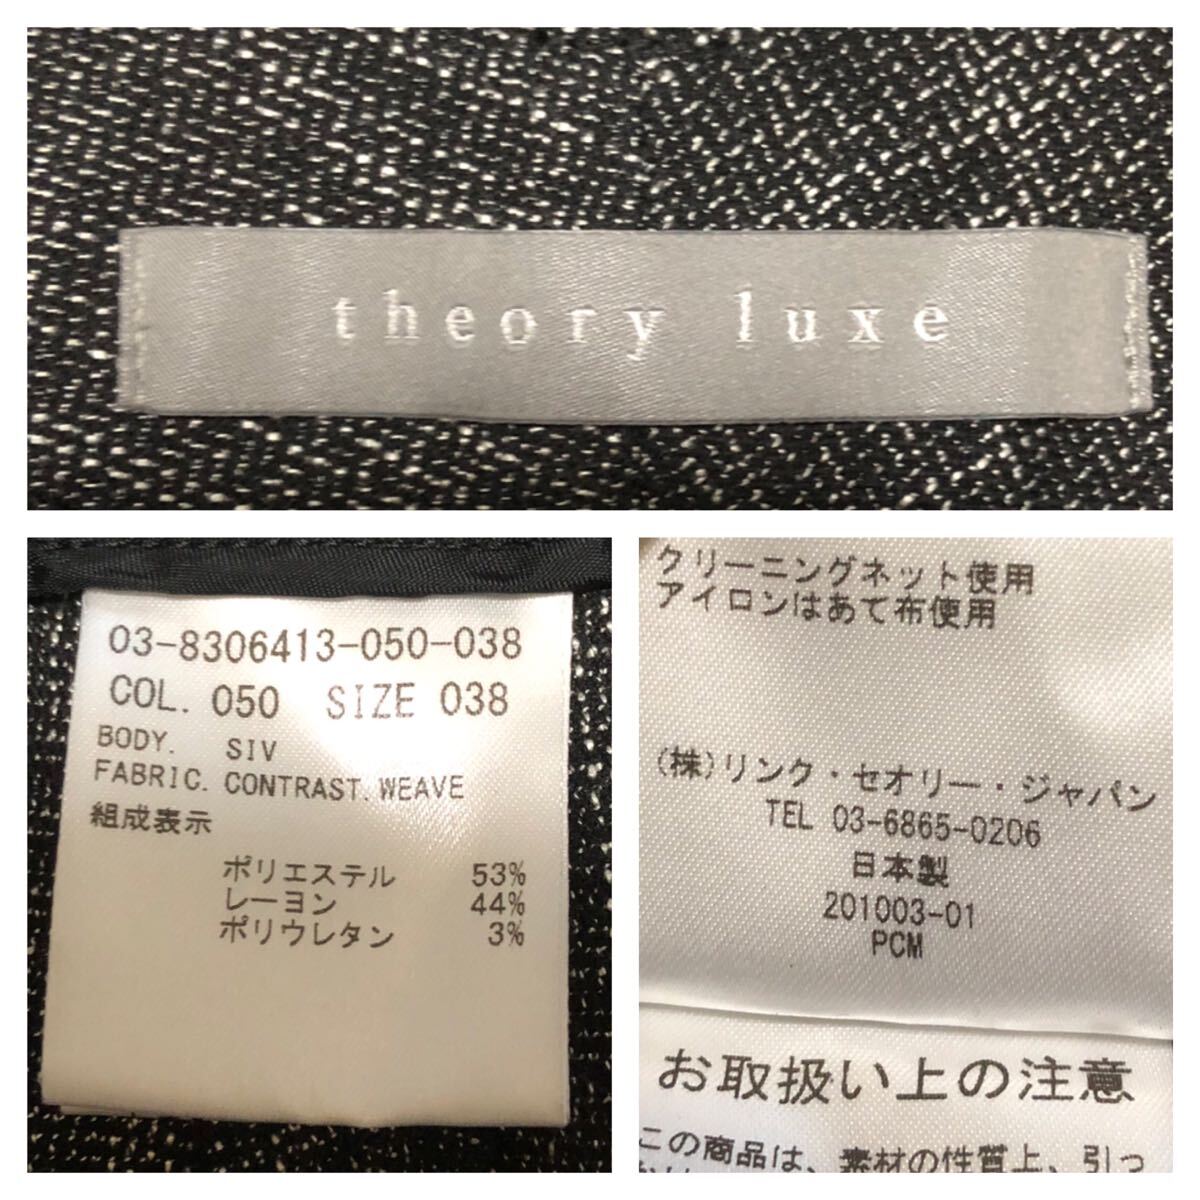 theory luxe
03-8306413-050-038
COL. 050 SIZE 038
BODY. SIV
FABRIC. CONTRAST. WEAVE
組成表示
ポリエステル 53%
レーヨン 44%
ポリウレタン 3%
クリーニングネット使用
アイロンはあて布使用
(株)リンク・セオリー・ジャパン
TEL 03-6865-0206
日本製
201003-01
PCM
お取扱い上の注意
この商品は、素材の性質上、引っ